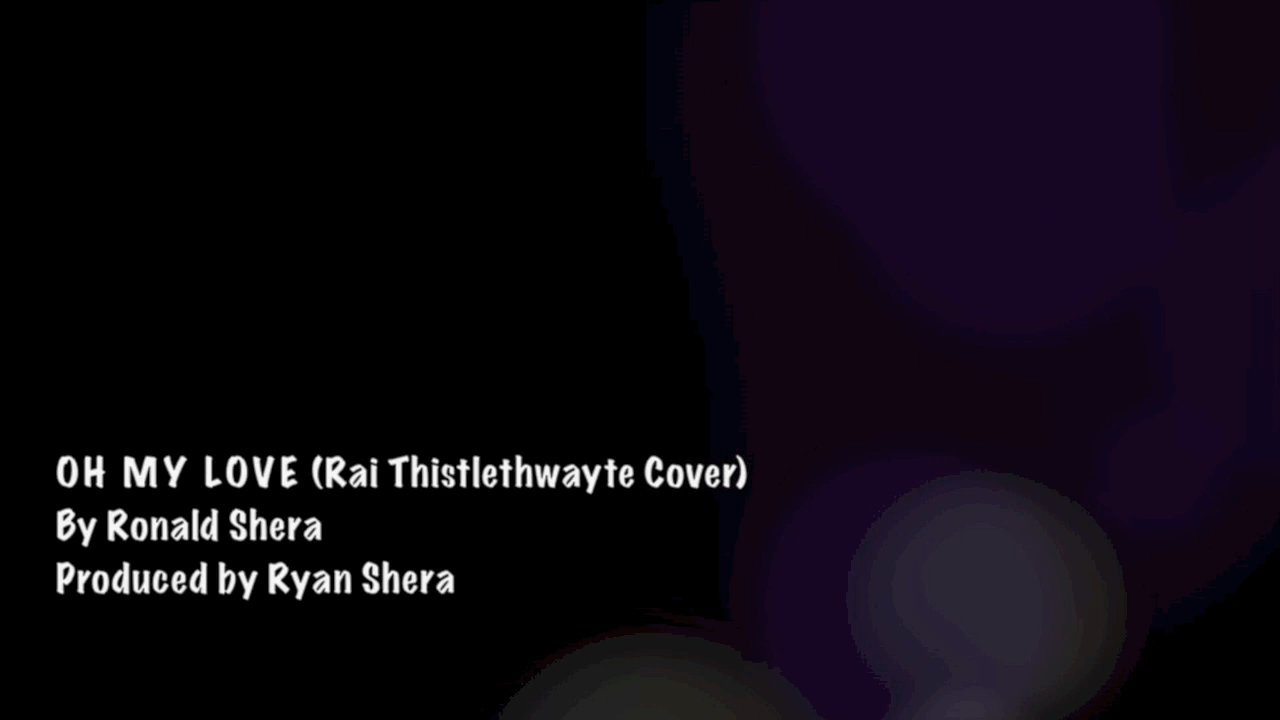 OH MY LOVE (Rai Thistlethwayte Cover)
By Ronald Shera
Produced by Ryan Shera